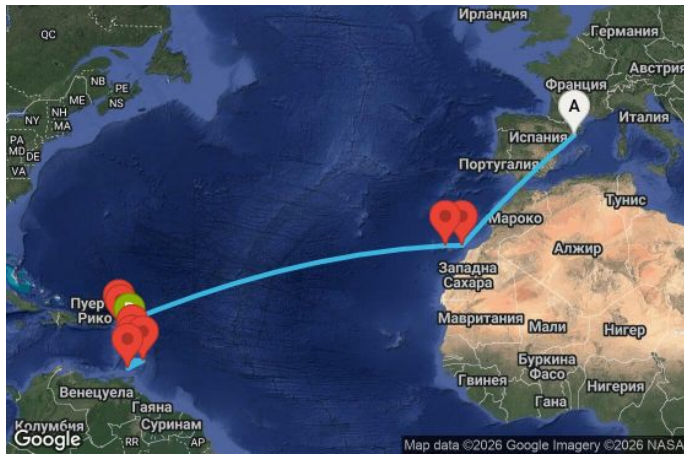 Ирландия
QC
Германия
NB
PE
Австрия
ME
NS
Франция
NH
NY
MA
A
Италия
PA
Испания
MD
DE
VA
Португалия
Тунис
Мароко
Алжир
Западна
Сахара
Пуер
Рико
Мавритания
Мали
Нигер
Буркина
Фасо
Венецуела
Гвинея
Нигерия
Гаяна
Гана
Колумбия
Суринам
RR
AP
Google
Map data ©2026 Google Imagery ©2026 NASA